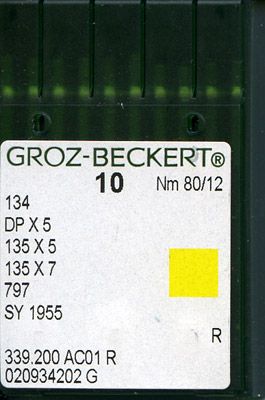 GROZ-BECKERT®
10 Nm 80/12
134
DP X 5
135 X 5
135 X 7
797
SY 1955
R
339.200 AC01 R
020934202 G